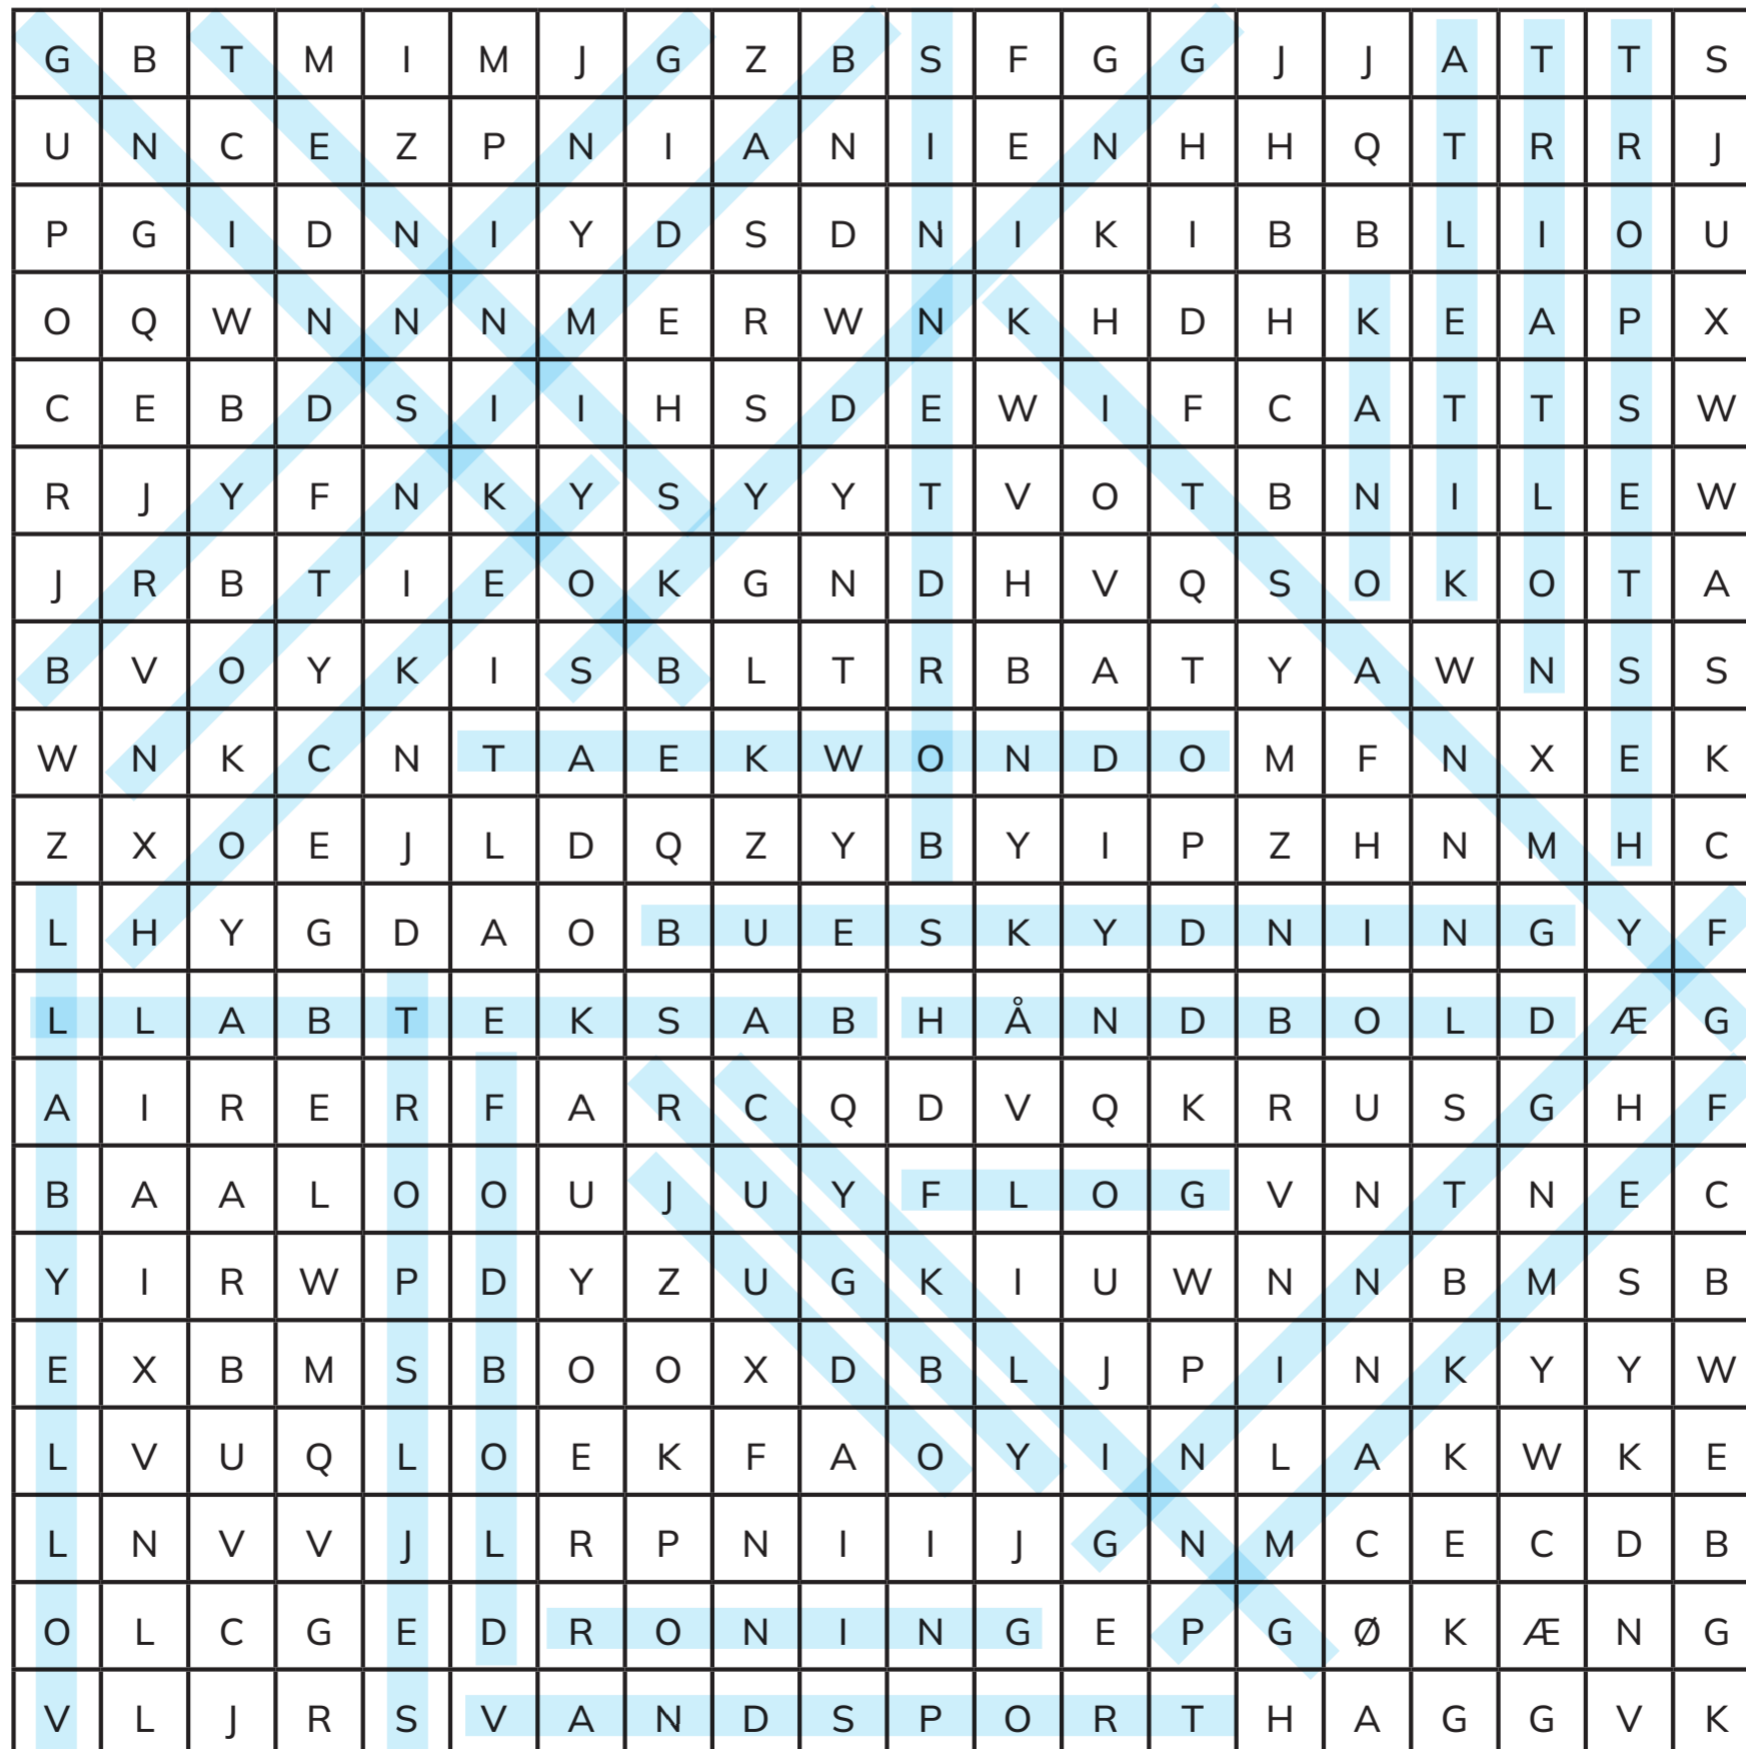 G B T M I M J G Z B S F G G J J A T T S
U N C E Z P N I A N I E N H H Q T R R J
P G I D N I Y D S D N I K I B B L I O U
O Q W N N N M E R W N K H D H K E A P X
C E B D S I I H S D E W I F C A T T S W
R J Y F N K Y S Y Y T V O T B N I L E W
J R B T I E O K G N D H V Q S O K O T A
B V O Y K I S B L T R B A T Y A W N S S
W N K C N T A E K W O N D O M F N X E K
Z X O E J L D Q Z Y B Y I P Z H N M H C
L H Y G D A O B U E S K Y D N I N G Y F
L L A B T E K S A B H Å N D B O L D Æ G
A I R E R F A R C Q D V Q K R U S G H F
B A A L O O U J U Y F L O G V N T N E C
Y I R W P D Y Z U G K I U W N N B M S B
E X B M S B O O X D B L J P I N K Y Y W
L V U Q L O E K F A O Y I N L A K W K E
L N V V J L R P N I I J G N M C E C D B
O L C G E D R O N I N G E P G Ø K Æ N G
V L J R S V A N D S P O R T H A G G V K